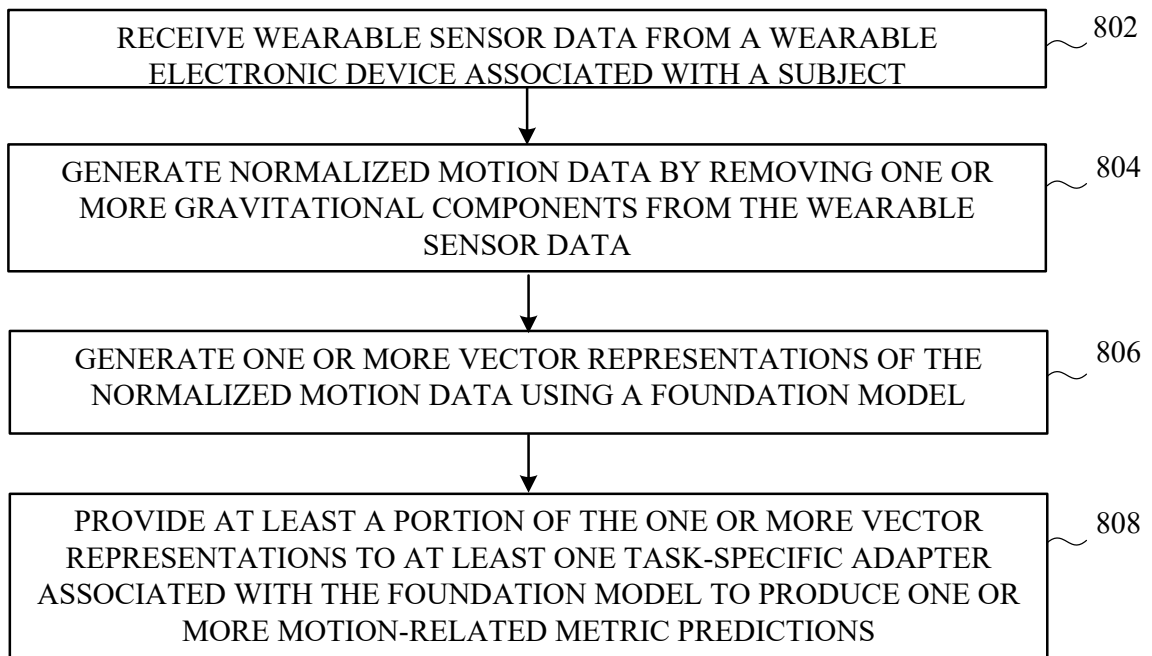 RECEIVE WEARABLE SENSOR DATA FROM A WEARABLE
ELECTRONIC DEVICE ASSOCIATED WITH A SUBJECT
802
GENERATE NORMALIZED MOTION DATA BY REMOVING ONE OR
MORE GRAVITATIONAL COMPONENTS FROM THE WEARABLE
SENSOR DATA
804
GENERATE ONE OR MORE VECTOR REPRESENTATIONS OF THE
NORMALIZED MOTION DATA USING A FOUNDATION MODEL
806
PROVIDE AT LEAST A PORTION OF THE ONE OR MORE VECTOR
REPRESENTATIONS TO AT LEAST ONE TASK-SPECIFIC ADAPTER
ASSOCIATED WITH THE FOUNDATION MODEL TO PRODUCE ONE OR
MORE MOTION-RELATED METRIC PREDICTIONS
808